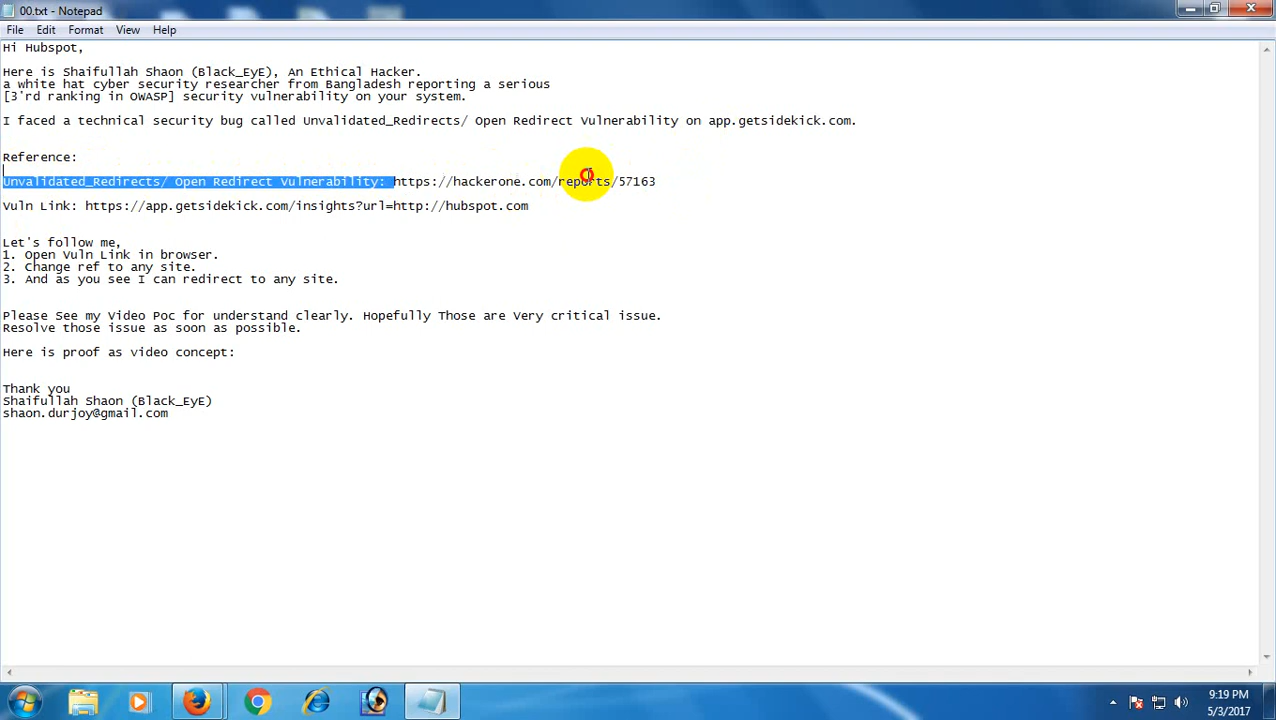 00.txt - Notepad
File Edit Format View Help
Hi Hubspot,
Here is Shaifullah Shaon (Black_EyE), An Ethical Hacker.
a white hat cyber security researcher from Bangladesh reporting a serious
[3'rd ranking in OWASP] security vulnerability on your system.
I faced a technical security bug called Unvalidated_Redirects/ Open Redirect Vulnerability on app.getsidekick.com.
Reference:
Unvalidated_Redirects/ Open Redirect Vulnerability: https://hackerone.com/reports/57163
Vuln Link: https://app.getsidekick.com/insights?url=http://hubspot.com
Let's follow me,
1. Open Vuln Link in browser.
2. Change ref to any site.
3. And as you see I can redirect to any site.
Please See my Video Poc for understand clearly. Hopefully Those are Very critical issue.
Resolve those issue as soon as possible.
Here is proof as video concept:
Thank you
Shaifullah Shaon (Black_EyE)
shaon.durjoy@gmail.com
9:19 PM
5/3/2017